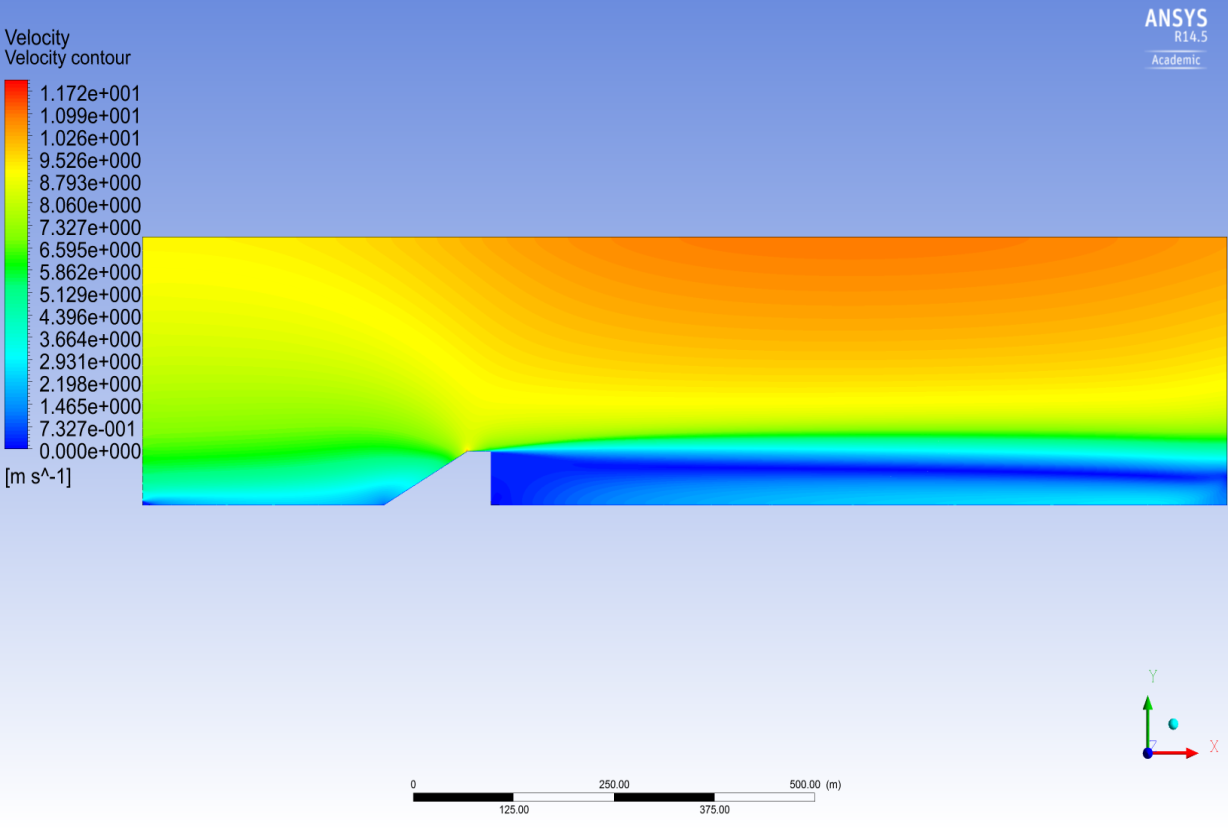 ANSYS
R14.5
Academic
Velocity
Velocity contour
1.172e+001
1.099e+001
1.026e+001
9.526e+000
8.793e+000
8.060e+000
7.327e+000
6.595e+000
5.862e+000
5.129e+000
4.396e+000
3.664e+000
2.931e+000
2.198e+000
1.465e+000
7.327e-001
0.000e+000
[m s^-1]
Y
Z
X
0 250.00 500.00 (m)
125.00 375.00